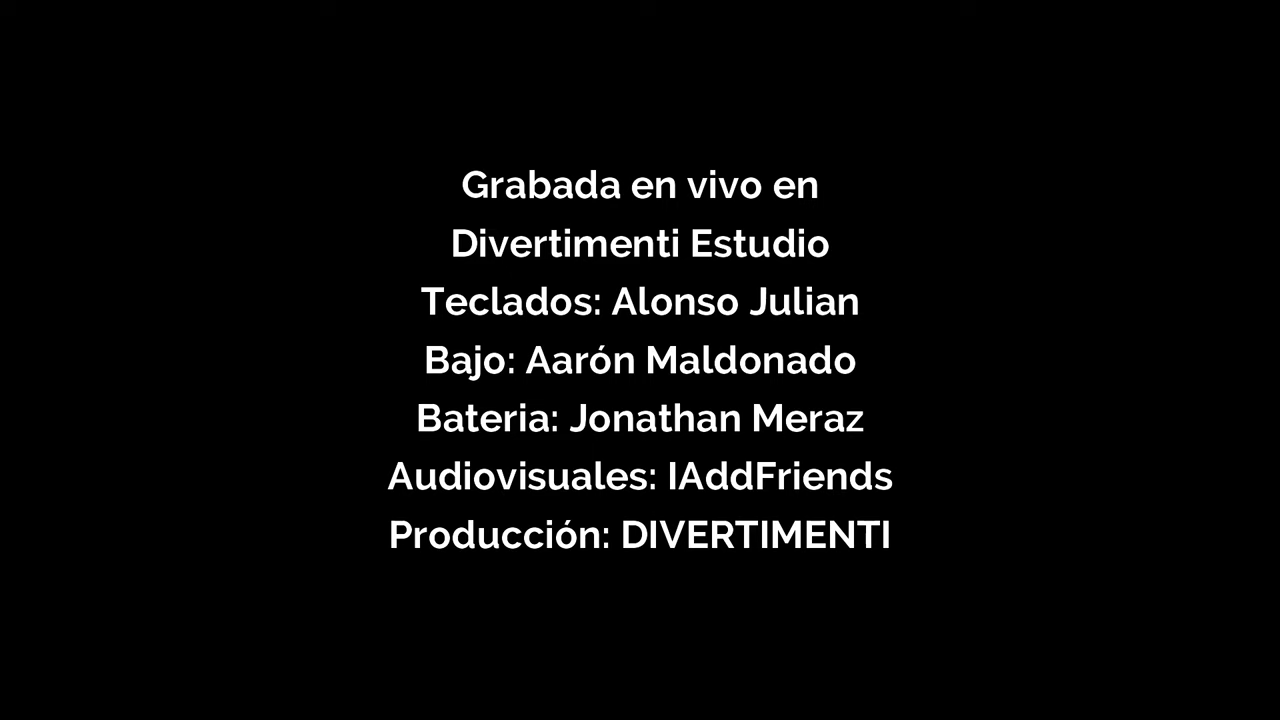 Grabada en vivo en
Divertimenti Estudio
Teclados: Alonso Julian
Bajo: Aarón Maldonado
Bateria: Jonathan Meraz
Audiovisuales: IAddFriends
Producción: DIVERTIMENTI